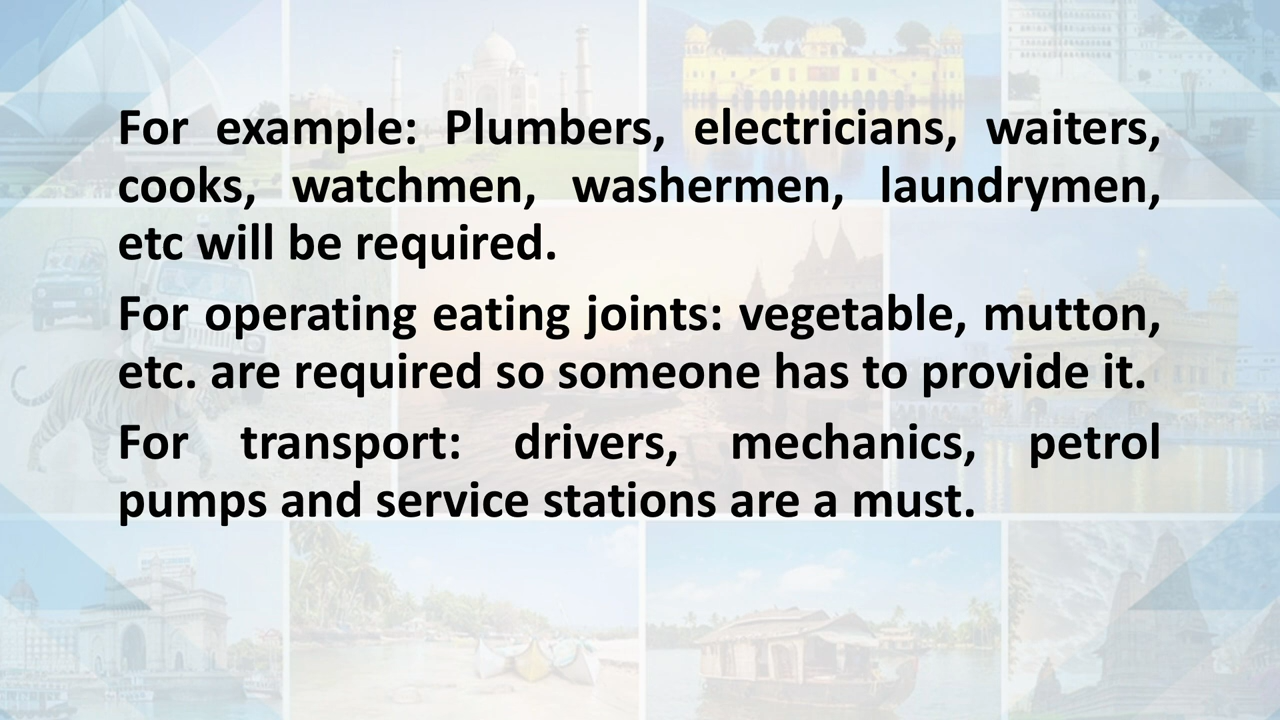 For example: Plumbers, electricians, waiters,
cooks, watchmen, washermen, laundrymen,
etc will be required.
For operating eating joints: vegetable, mutton,
etc. are required so someone has to provide it.
For transport: drivers, mechanics, petrol
pumps and service stations are a must.